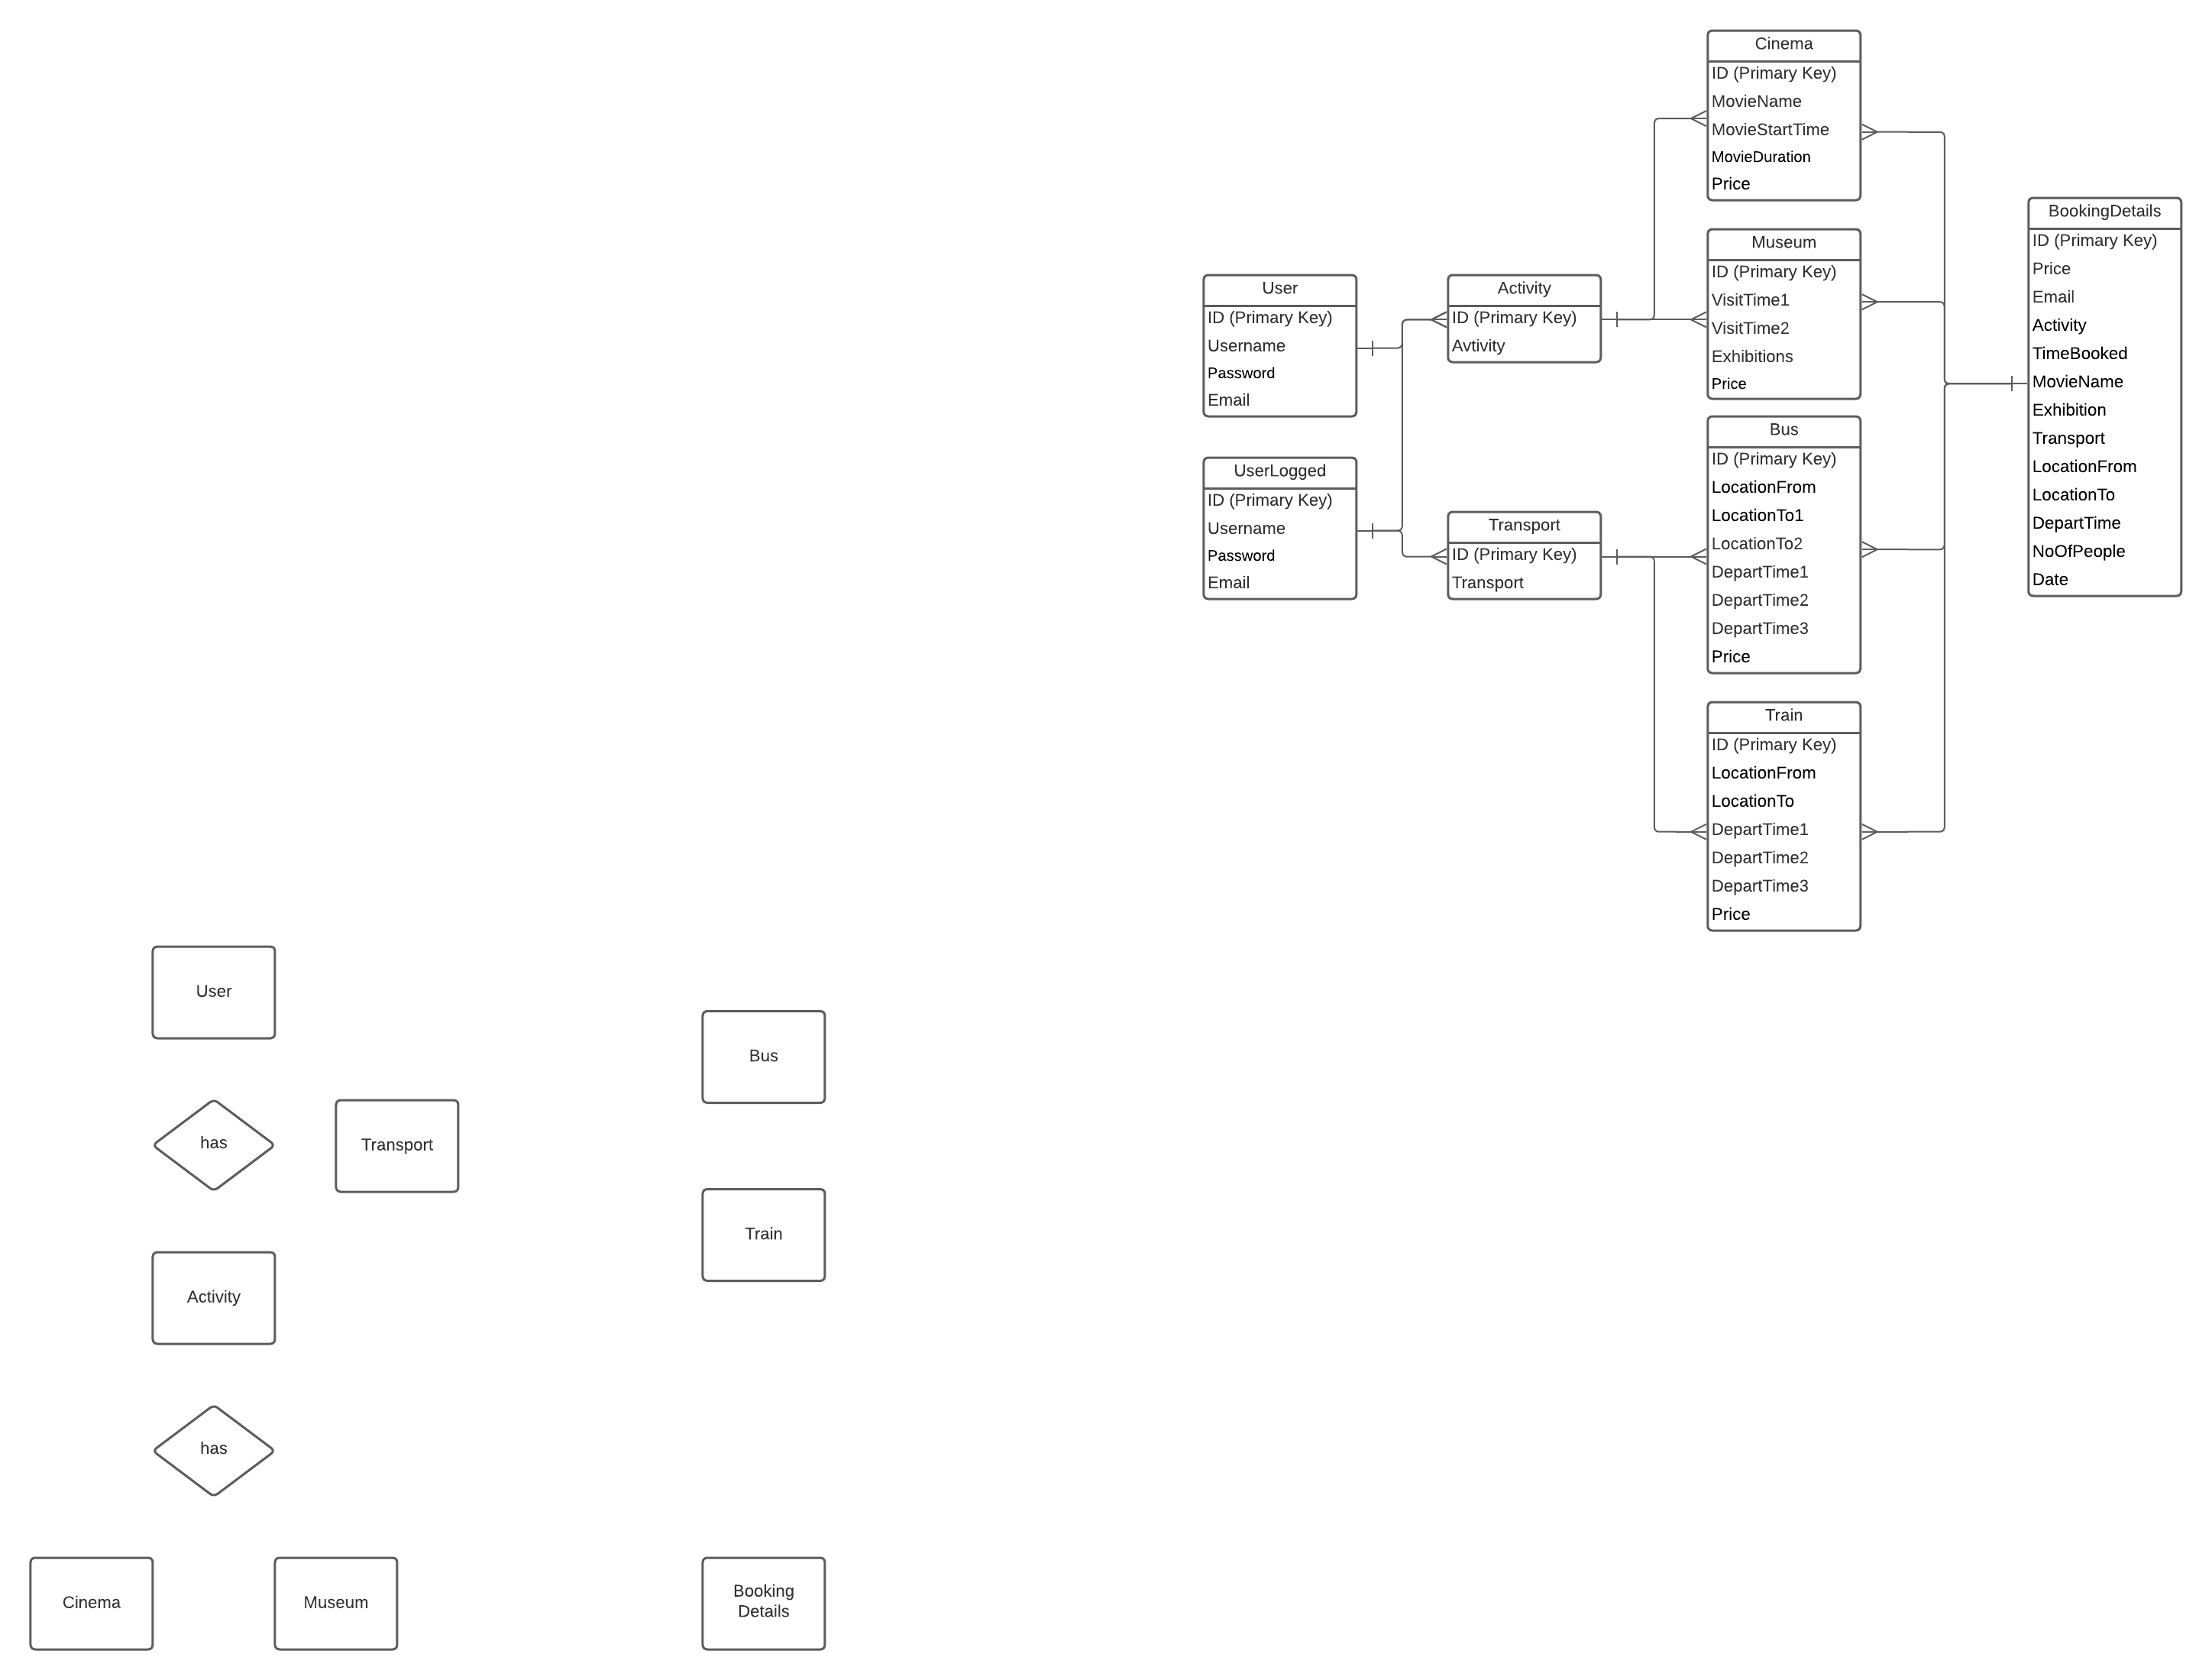 Cinema
ID (Primary Key)
MovieName
MovieStartTime
MovieDuration
Price
Museum
ID (Primary Key)
VisitTime1
VisitTime2
Exhibitions
Price
BookingDetails
ID (Primary Key)
Price
Email
Activity
TimeBooked
MovieName
Exhibition
Transport
LocationFrom
LocationTo
DepartTime
NoOfPeople
Date
User
ID (Primary Key)
Username
Password
Email
Activity
ID (Primary Key)
Avtivity
UserLogged
ID (Primary Key)
Username
Password
Email
Transport
ID (Primary Key)
Transport
Bus
ID (Primary Key)
LocationFrom
LocationTo1
LocationTo2
DepartTime1
DepartTime2
DepartTime3
Price
Train
ID (Primary Key)
LocationFrom
LocationTo
DepartTime1
DepartTime2
DepartTime3
Price
User
Bus
has
Transport
Train
Activity
has
Cinema
Museum
Booking
Details